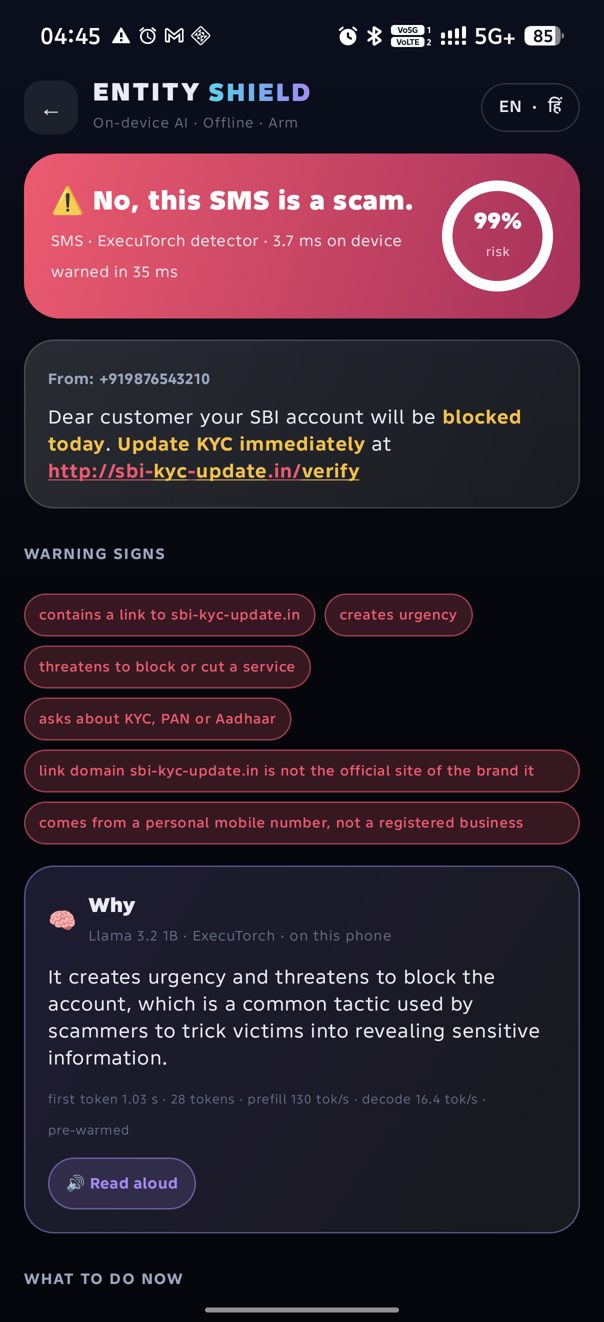 04:45
Vo5G 1
VoLTE 2
5G+ 85
←
ENTITY SHIELD
On-device AI · Offline · Arm
EN · हिं
⚠️ No, this SMS is a scam.
SMS · ExecuTorch detector · 3.7 ms on device
warned in 35 ms
99%
risk
From: +919876543210
Dear customer your SBI account will be blocked
today. Update KYC immediately at
http://sbi-kyc-update.in/verify
WARNING SIGNS
contains a link to sbi-kyc-update.in
creates urgency
threatens to block or cut a service
asks about KYC, PAN or Aadhaar
link domain sbi-kyc-update.in is not the official site of the brand it
comes from a personal mobile number, not a registered business
Why
Llama 3.2 1B · ExecuTorch · on this phone
It creates urgency and threatens to block the
account, which is a common tactic used by
scammers to trick victims into revealing sensitive
information.
first token 1.03 s · 28 tokens · prefill 130 tok/s · decode 16.4 tok/s ·
pre-warmed
🔊 Read aloud
WHAT TO DO NOW